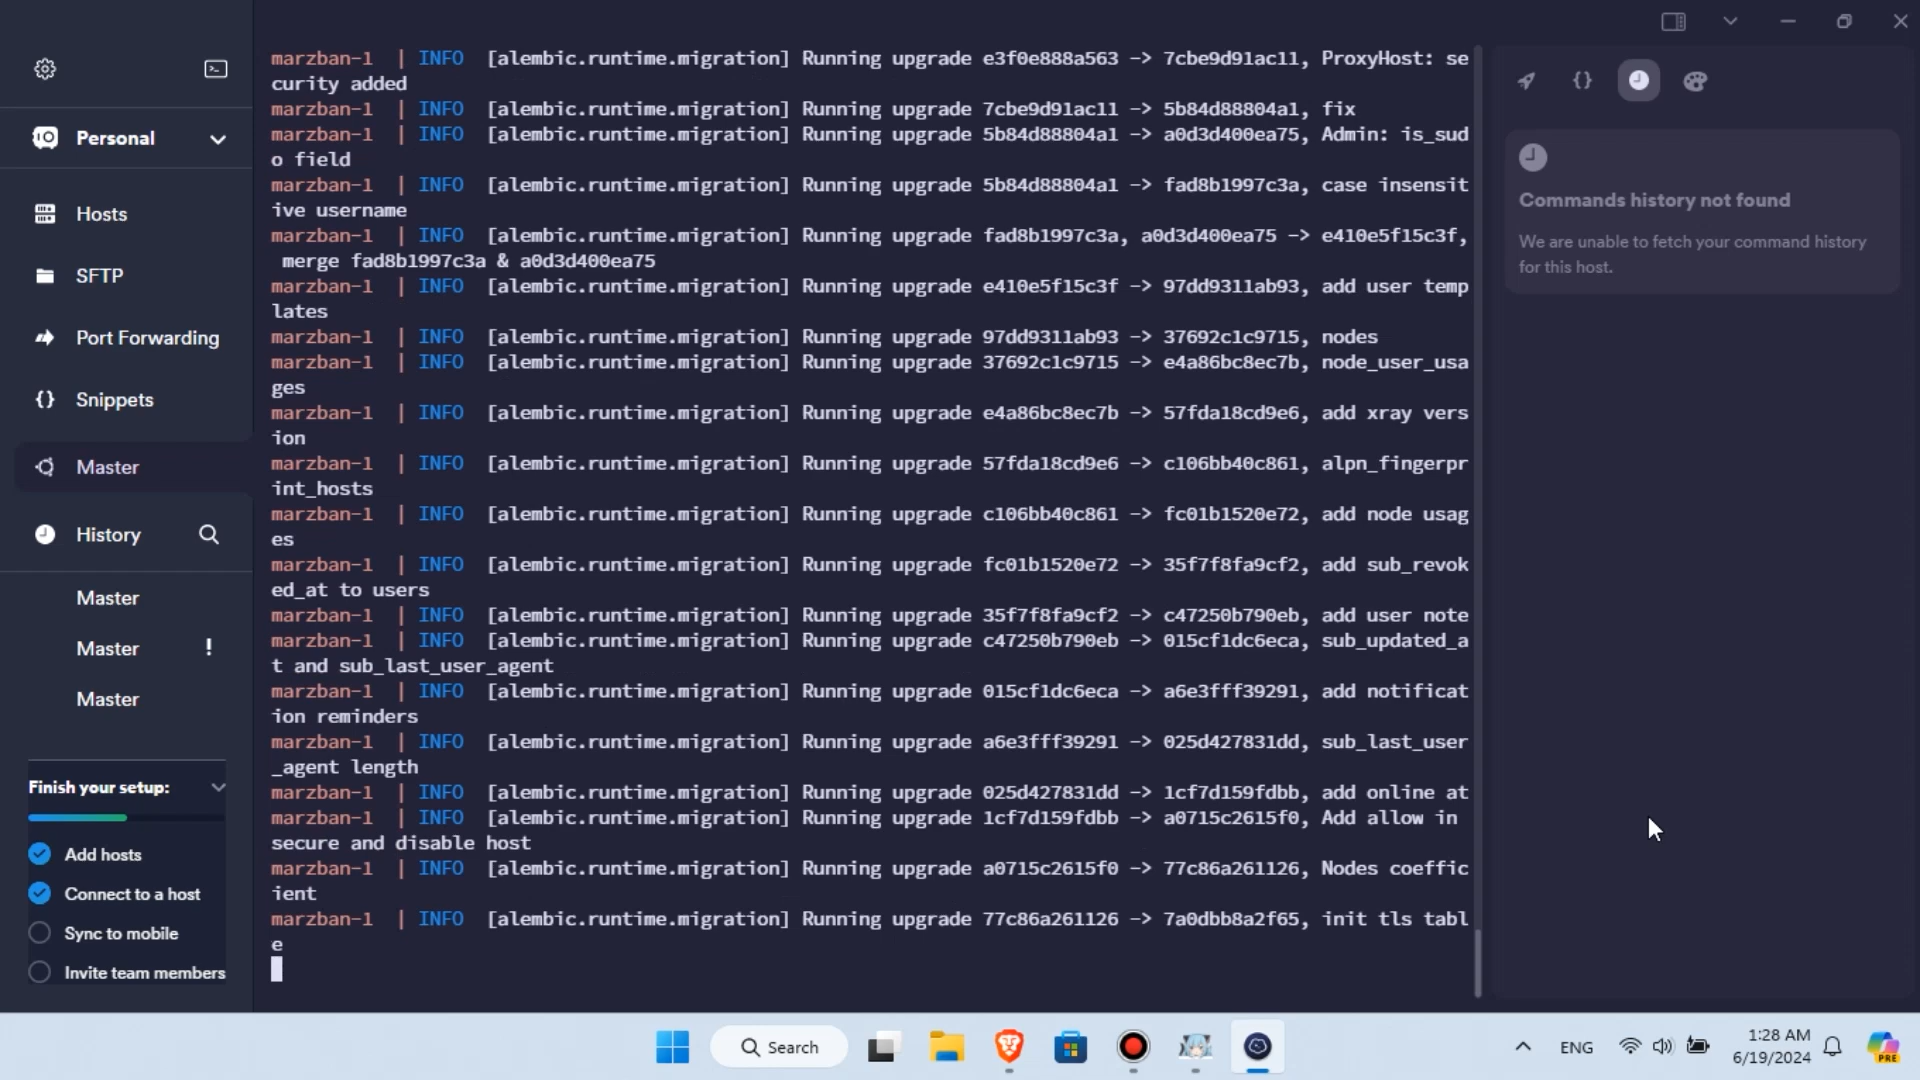 Personal
Hosts
SFTP
Port Forwarding
Snippets
Master
History
Master
Master !
Master
Finish your setup:
Add hosts
Connect to a host
Sync to mobile
Invite team members
marzban-1 | INFO [alembic.runtime.migration] Running upgrade e3f0e888a563 -> 7cbe9d91ac11, ProxyHost: se
curity added
marzban-1 | INFO [alembic.runtime.migration] Running upgrade 7cbe9d91ac11 -> 5b84d88804a1, fix
marzban-1 | INFO [alembic.runtime.migration] Running upgrade 5b84d88804a1 -> a0d3d400ea75, Admin: is_sud
o field
marzban-1 | INFO [alembic.runtime.migration] Running upgrade 5b84d88804a1 -> fad8b1997c3a, case insensit
ive username
marzban-1 | INFO [alembic.runtime.migration] Running upgrade fad8b1997c3a, a0d3d400ea75 -> e410e5f15c3f,
merge fad8b1997c3a & a0d3d400ea75
marzban-1 | INFO [alembic.runtime.migration] Running upgrade e410e5f15c3f -> 97dd9311ab93, add user temp
lates
marzban-1 | INFO [alembic.runtime.migration] Running upgrade 97dd9311ab93 -> 37692c1c9715, nodes
marzban-1 | INFO [alembic.runtime.migration] Running upgrade 37692c1c9715 -> e4a86bc8ec7b, node_user_usa
ges
marzban-1 | INFO [alembic.runtime.migration] Running upgrade e4a86bc8ec7b -> 57fda18cd9e6, add xray vers
ion
marzban-1 | INFO [alembic.runtime.migration] Running upgrade 57fda18cd9e6 -> c106bb40c861, alpn_fingerpr
int_hosts
marzban-1 | INFO [alembic.runtime.migration] Running upgrade c106bb40c861 -> fc01b1520e72, add node usag
es
marzban-1 | INFO [alembic.runtime.migration] Running upgrade fc01b1520e72 -> 35f7f8fa9cf2, add sub_revok
ed_at to users
marzban-1 | INFO [alembic.runtime.migration] Running upgrade 35f7f8fa9cf2 -> c47250b790eb, add user note
marzban-1 | INFO [alembic.runtime.migration] Running upgrade c47250b790eb -> 015cf1dc6eca, sub_updated_a
t and sub_last_user_agent
marzban-1 | INFO [alembic.runtime.migration] Running upgrade 015cf1dc6eca -> a6e3fff39291, add notificat
ion reminders
marzban-1 | INFO [alembic.runtime.migration] Running upgrade a6e3fff39291 -> 025d427831dd, sub_last_user
_agent length
marzban-1 | INFO [alembic.runtime.migration] Running upgrade 025d427831dd -> 1cf7d159fdbb, add online at
marzban-1 | INFO [alembic.runtime.migration] Running upgrade 1cf7d159fdbb -> a0715c2615f0, Add allow in
secure and disable host
marzban-1 | INFO [alembic.runtime.migration] Running upgrade a0715c2615f0 -> 77c86a261126, Nodes coeffic
ient
marzban-1 | INFO [alembic.runtime.migration] Running upgrade 77c86a261126 -> 7a0dbb8a2f65, init tls tabl
e
Commands history not found
We are unable to fetch your command history
for this host.
Search
ENG
1:28 AM
6/19/2024
PRE